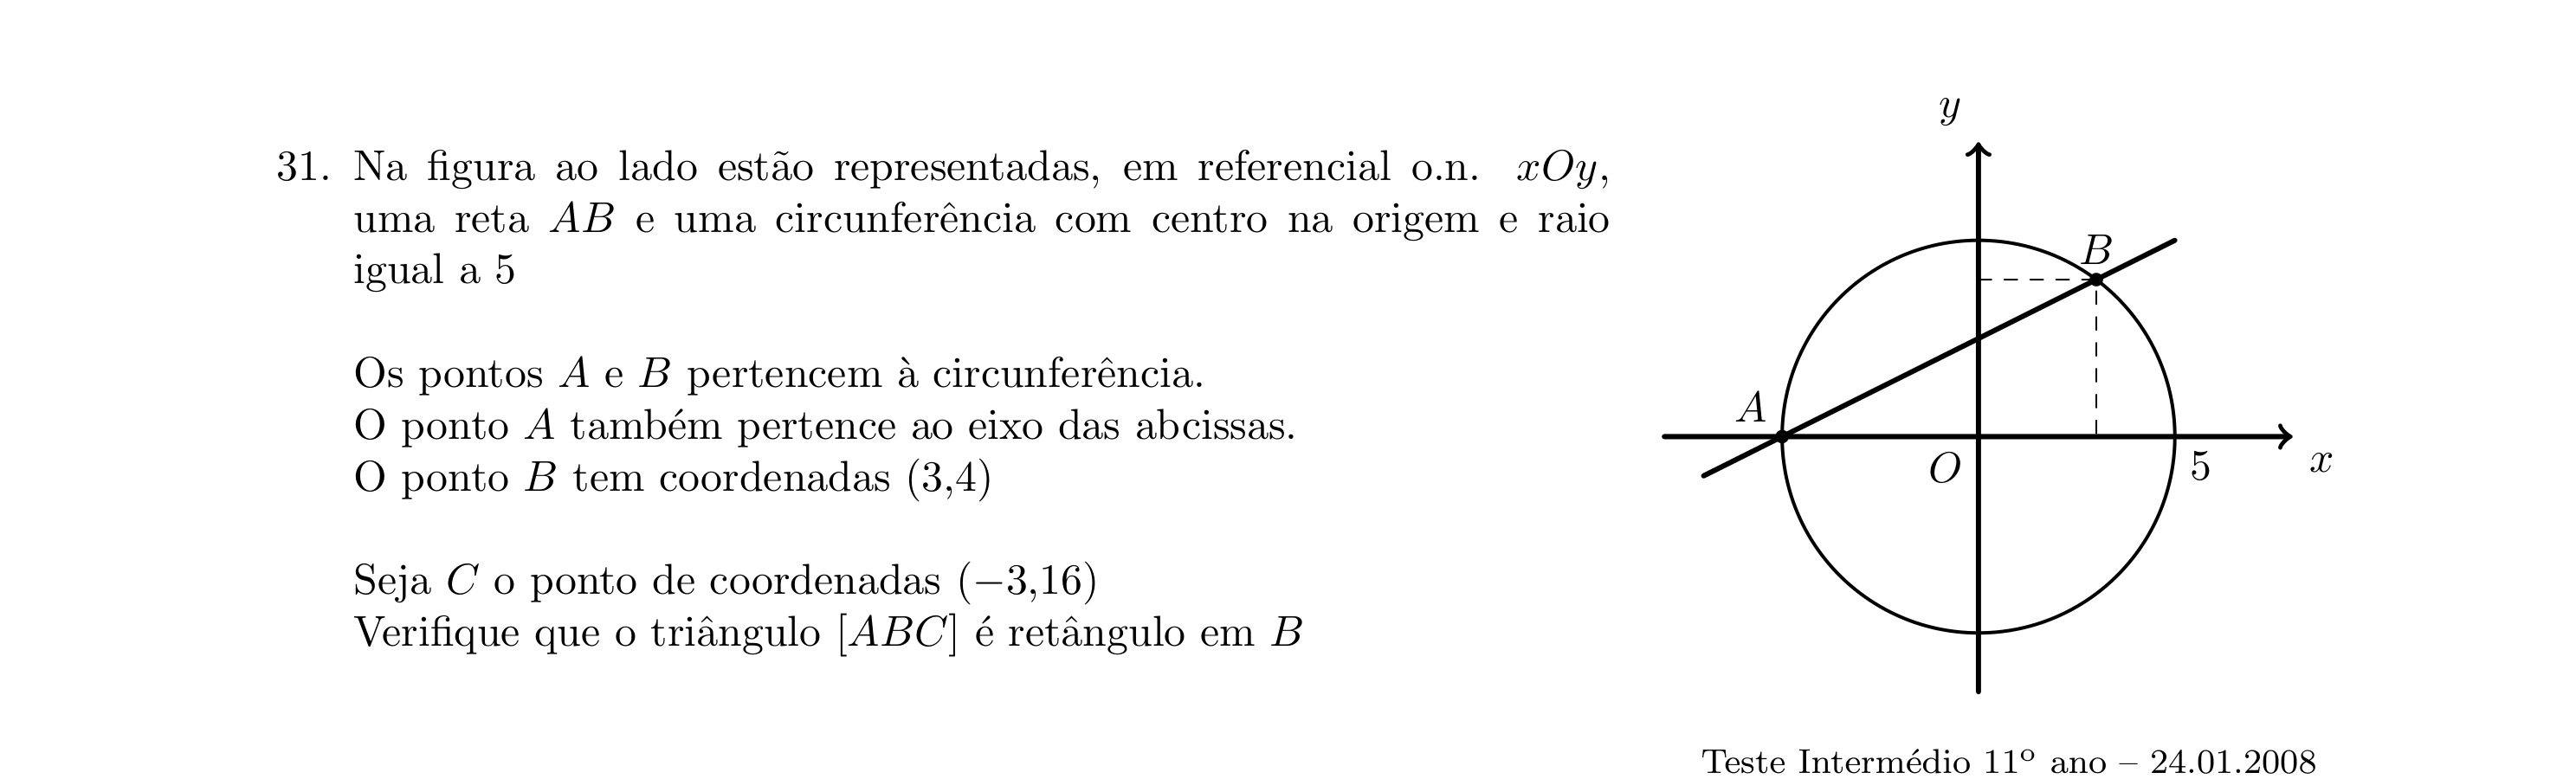 31. Na figura ao lado estão representadas, em referencial o.n. xOy,
uma reta AB e uma circunferência com centro na origem e raio
igual a 5
Os pontos A e B pertencem à circunferência.
O ponto A também pertence ao eixo das abcissas.
O ponto B tem coordenadas (3,4)
Seja C o ponto de coordenadas (−3,16)
Verifique que o triângulo [ABC] é retângulo em B
y
B
A
O
5
x
Teste Intermédio 11º ano – 24.01.2008